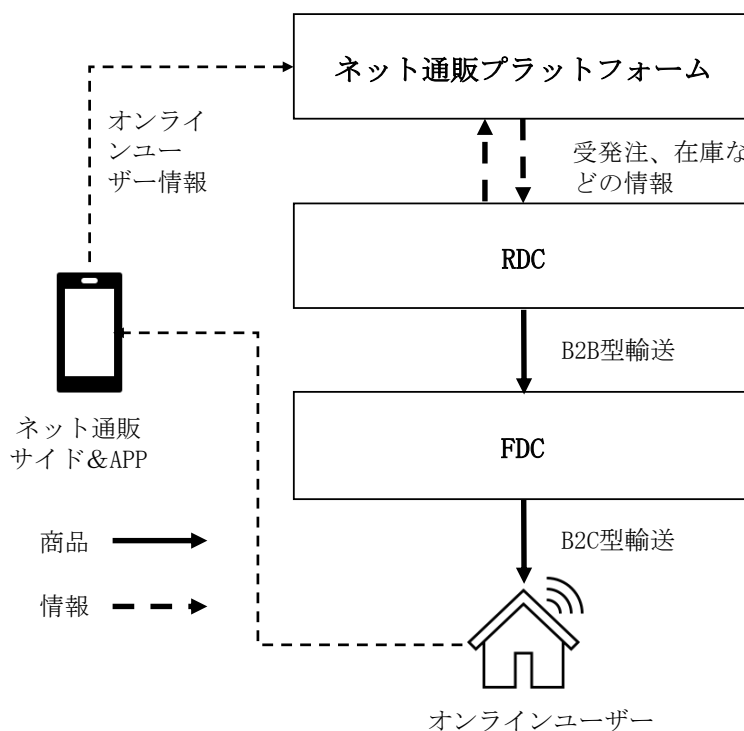 ネット通販プラットフォーム
オンライ
ンユー
ザー情報
受発注、在庫な
どの情報
RDC
B2B型輸送
ネット通販
サイド＆APP
FDC
商品
B2C型輸送
情報
オンラインユーザー